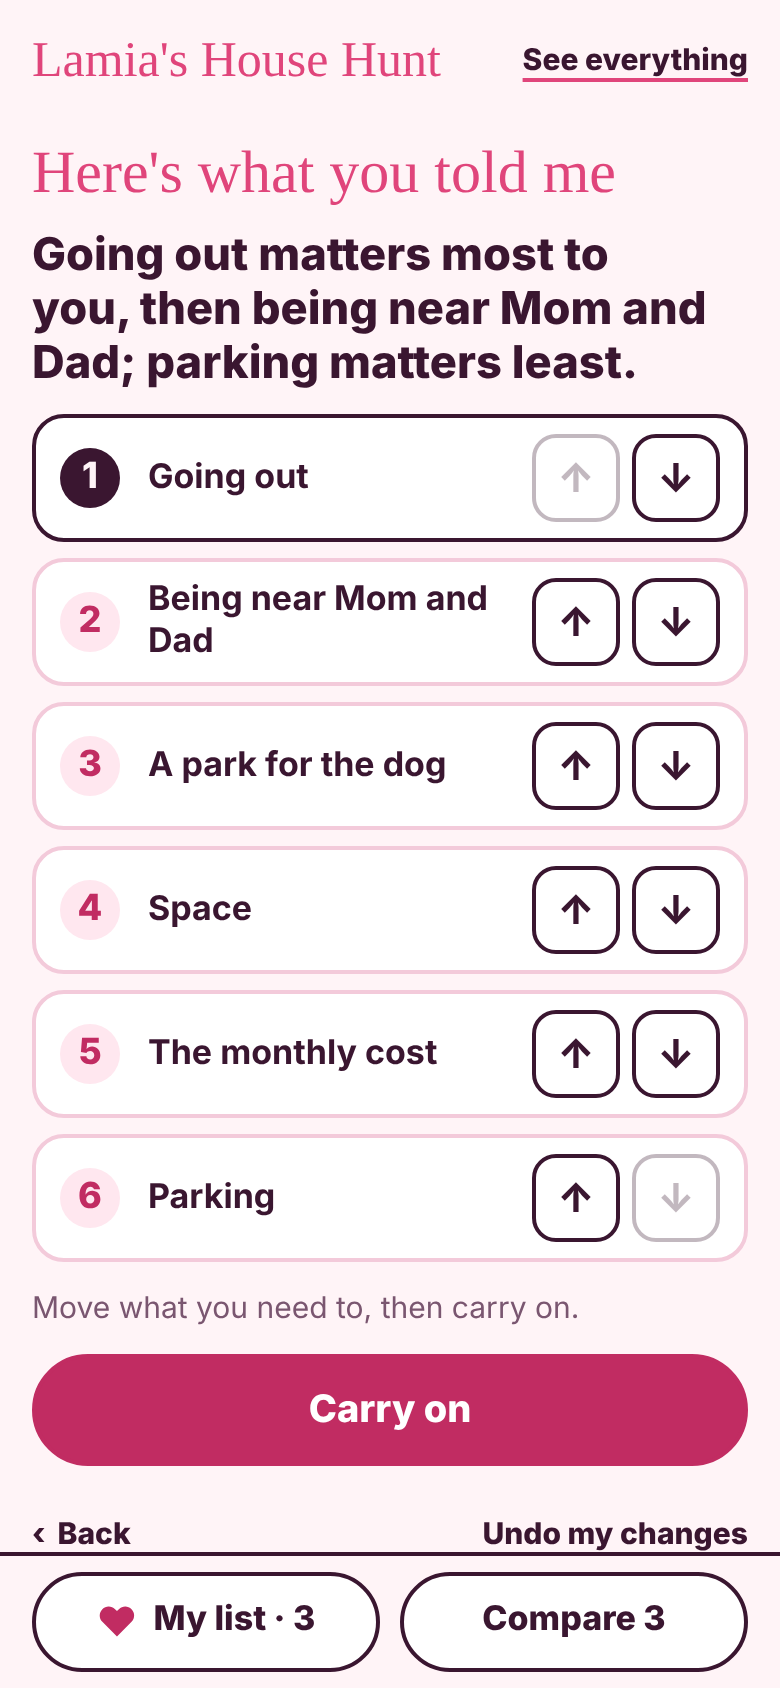 Lamia's House Hunt
See everything
Here's what you told me
Going out matters most to
you, then being near Mom and
Dad; parking matters least.
1 Going out ↑ ↓
2 Being near Mom and
Dad ↑ ↓
3 A park for the dog ↑ ↓
4 Space ↑ ↓
5 The monthly cost ↑ ↓
6 Parking ↑ ↓
Move what you need to, then carry on.
Carry on
‹ Back
Undo my changes
♥ My list · 3
Compare 3